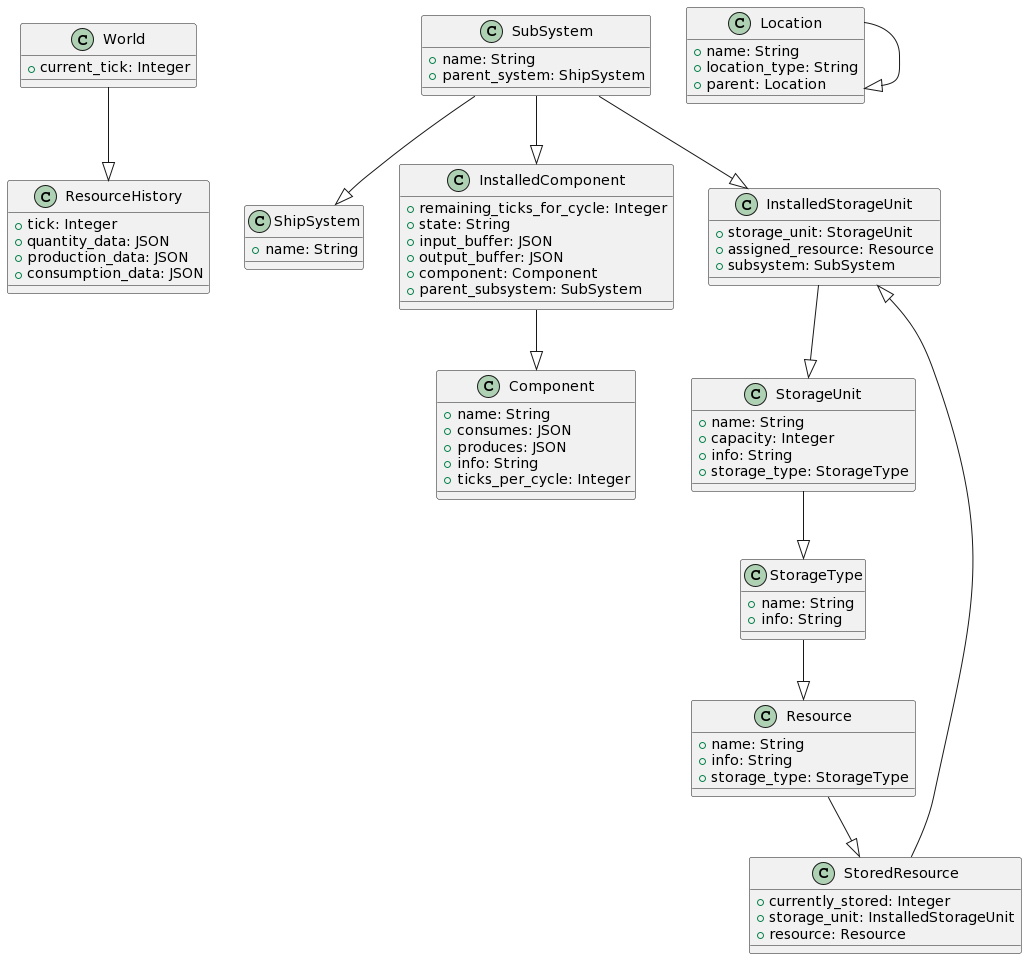 C World
current_tick: Integer
C SubSystem
name: String
parent_system: ShipSystem
C Location
name: String
location_type: String
parent: Location
C ResourceHistory
tick: Integer
quantity_data: JSON
production_data: JSON
consumption_data: JSON
C ShipSystem
name: String
C InstalledComponent
remaining_ticks_for_cycle: Integer
state: String
input_buffer: JSON
output_buffer: JSON
component: Component
parent_subsystem: SubSystem
C InstalledStorageUnit
storage_unit: StorageUnit
assigned_resource: Resource
subsystem: SubSystem
C Component
name: String
consumes: JSON
produces: JSON
info: String
ticks_per_cycle: Integer
C StorageUnit
name: String
capacity: Integer
info: String
storage_type: StorageType
C StorageType
name: String
info: String
C Resource
name: String
info: String
storage_type: StorageType
C StoredResource
currently_stored: Integer
storage_unit: InstalledStorageUnit
resource: Resource